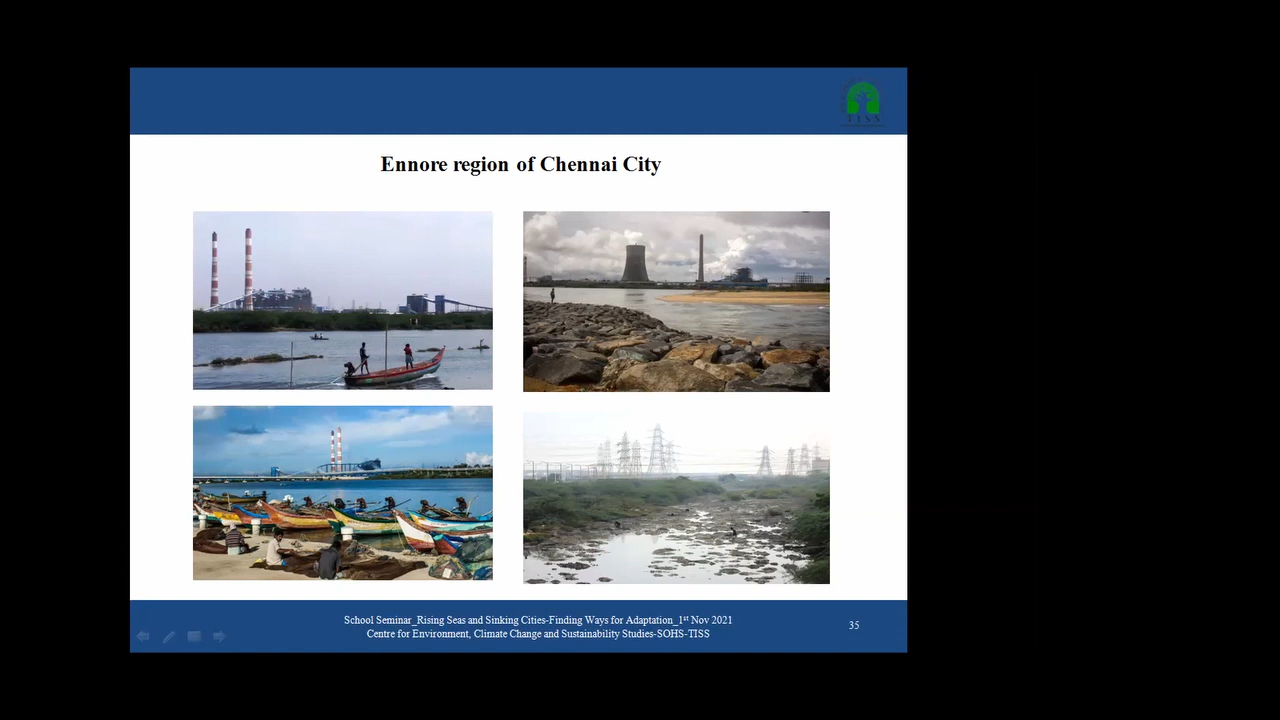 TISS
Ennore region of Chennai City
School Seminar_Rising Seas and Sinking Cities-Finding Ways for Adaptation_1st Nov 2021
Centre for Environment, Climate Change and Sustainability Studies-SOHS-TISS
35